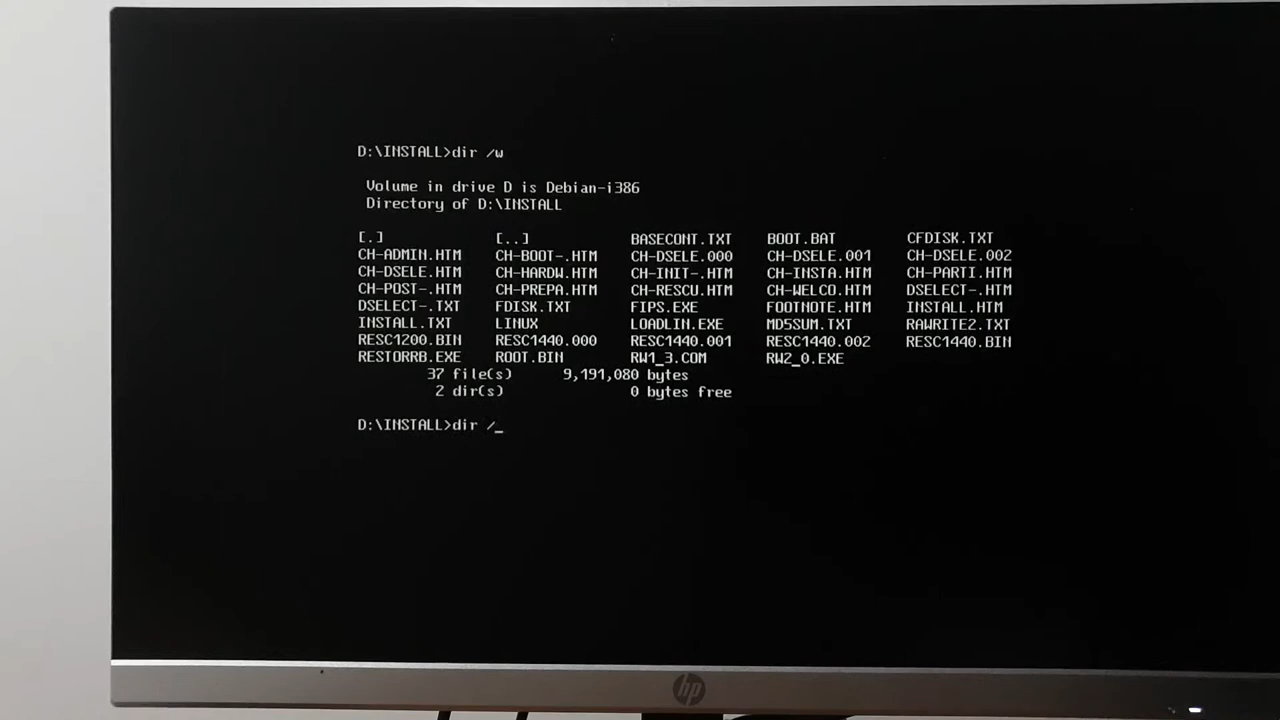 D:\INSTALL>dir /w
Volume in drive D is Debian-i386
Directory of D:\INSTALL
[.] [..] BASECONT.TXT BOOT.BAT CFDISK.TXT
CH-ADMIN.HTM CH-BOOT-.HTM CH-DSELE.000 CH-DSELE.001 CH-DSELE.002
CH-DSELE.HTM CH-HARDW.HTM CH-INIT-.HTM CH-INSTA.HTM CH-PARTI.HTM
CH-POST-.HTM CH-PREPA.HTM CH-RESCU.HTM CH-WELCO.HTM DSELECT-.HTM
DSELECT-.TXT FDISK.TXT FIPS.EXE FOOTNOTE.HTM INSTALL.HTM
INSTALL.TXT LINUX LOADLIN.EXE MD5SUM.TXT RAWRITE2.TXT
RESC1200.BIN RESC1440.000 RESC1440.001 RESC1440.002 RESC1440.BIN
RESTORRB.EXE ROOT.BIN RW1_3.COM RW2_0.EXE
37 file(s) 9,191,080 bytes
2 dir(s) 0 bytes free
D:\INSTALL>dir /_
hp